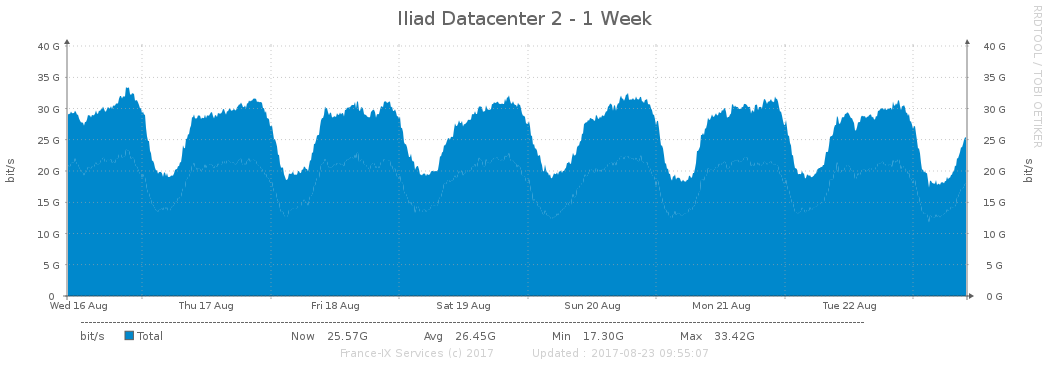 Iliad Datacenter 2 - 1 Week
RRDTOOL / TOBI OETIKER
40 G 40 G
35 G 35 G
30 G 30 G
25 G 25 G
20 G 20 G
15 G 15 G
10 G 10 G
5 G 5 G
0 0 G
bit/s
bit/s
Wed 16 Aug Thu 17 Aug Fri 18 Aug Sat 19 Aug Sun 20 Aug Mon 21 Aug Tue 22 Aug
bit/s Total Now 25.57G Avg 26.45G Min 17.30G Max 33.42G
France-IX Services (c) 2017 Updated : 2017-08-23 09:55:07